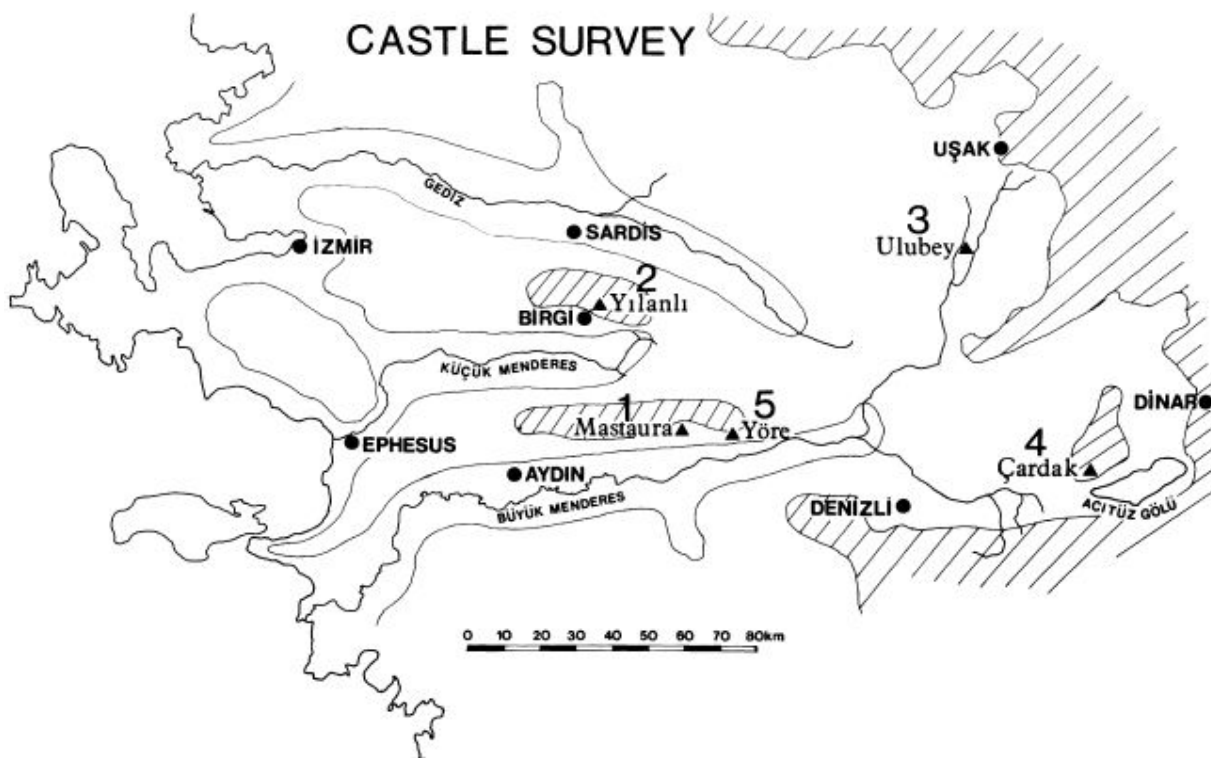 CASTLE SURVEY
UŞAK
GEDİZ
3
SARDİS
Ulubey
İZMİR
2
Yılanlı
BİRGİ
KÜÇÜK MENDERES
1
5
DİNAR
Mastaura
Yöre
EPHESUS
4
Çardak
AYDIN
BÜYÜK MENDERES
DENİZLİ
ACITÜZ GÖLÜ
0 10 20 30 40 50 60 70 80km